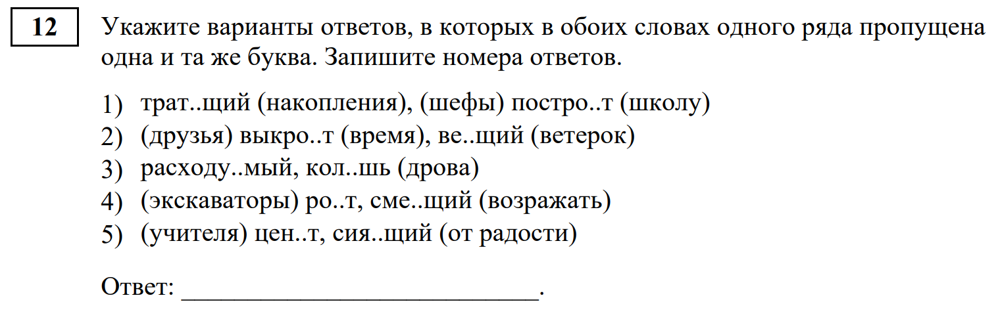 12 Укажите варианты ответов, в которых в обоих словах одного ряда пропущена
одна и та же буква. Запишите номера ответов.
1) трат..щий (накопления), (шефы) постро..т (школу)
2) (друзья) выкро..т (время), ве..щий (ветерок)
3) расходу..мый, кол..шь (дрова)
4) (экскаваторы) ро..т, сме..щий (возражать)
5) (учителя) цен..т, сия..щий (от радости)
Ответ: ___________________________.